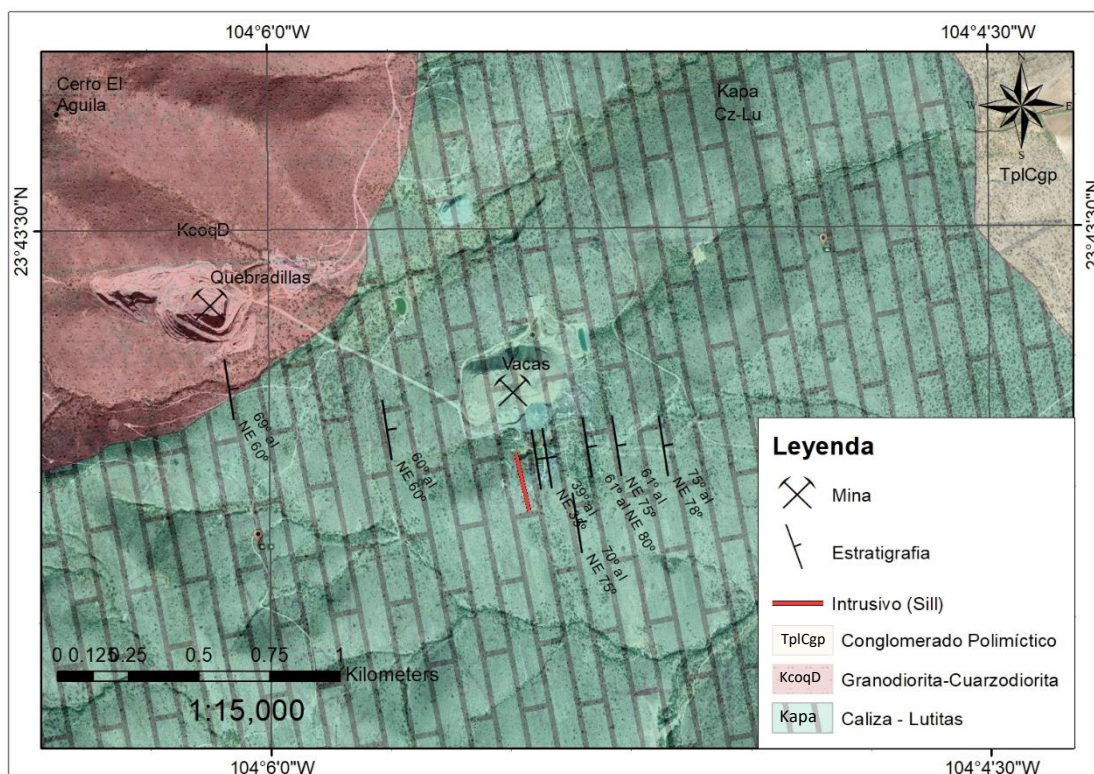 104°6'0"W
104°4'30"W
Cerro El
Aguila
Kapa
Cz-Lu
N
W
E
S
TplCgp
23°43'30"N
23°43'30"N
KcoqD
Quebradillas
Vacas
69° al
NE 60°
60° al
NE 60°
39° al
NE 39°
70° al
NE 75°
61° al NE 80°
61° al
NE 75°
75° al
NE 78°
Leyenda
Mina
Estratigrafia
Intrusivo (Sill)
TplCgp Conglomerado Polimíctico
KcoqD Granodiorita-Cuarzodiorita
Kapa Caliza - Lutitas
0 0.125 0.25 0.5 0.75 1
Kilometers
1:15,000
104°6'0"W
104°4'30"W